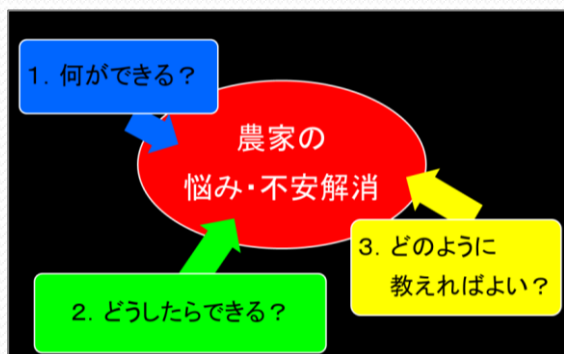 1. 何ができる？
農家の
悩み・不安解消
3. どのように
教えればよい？
2. どうしたらできる？